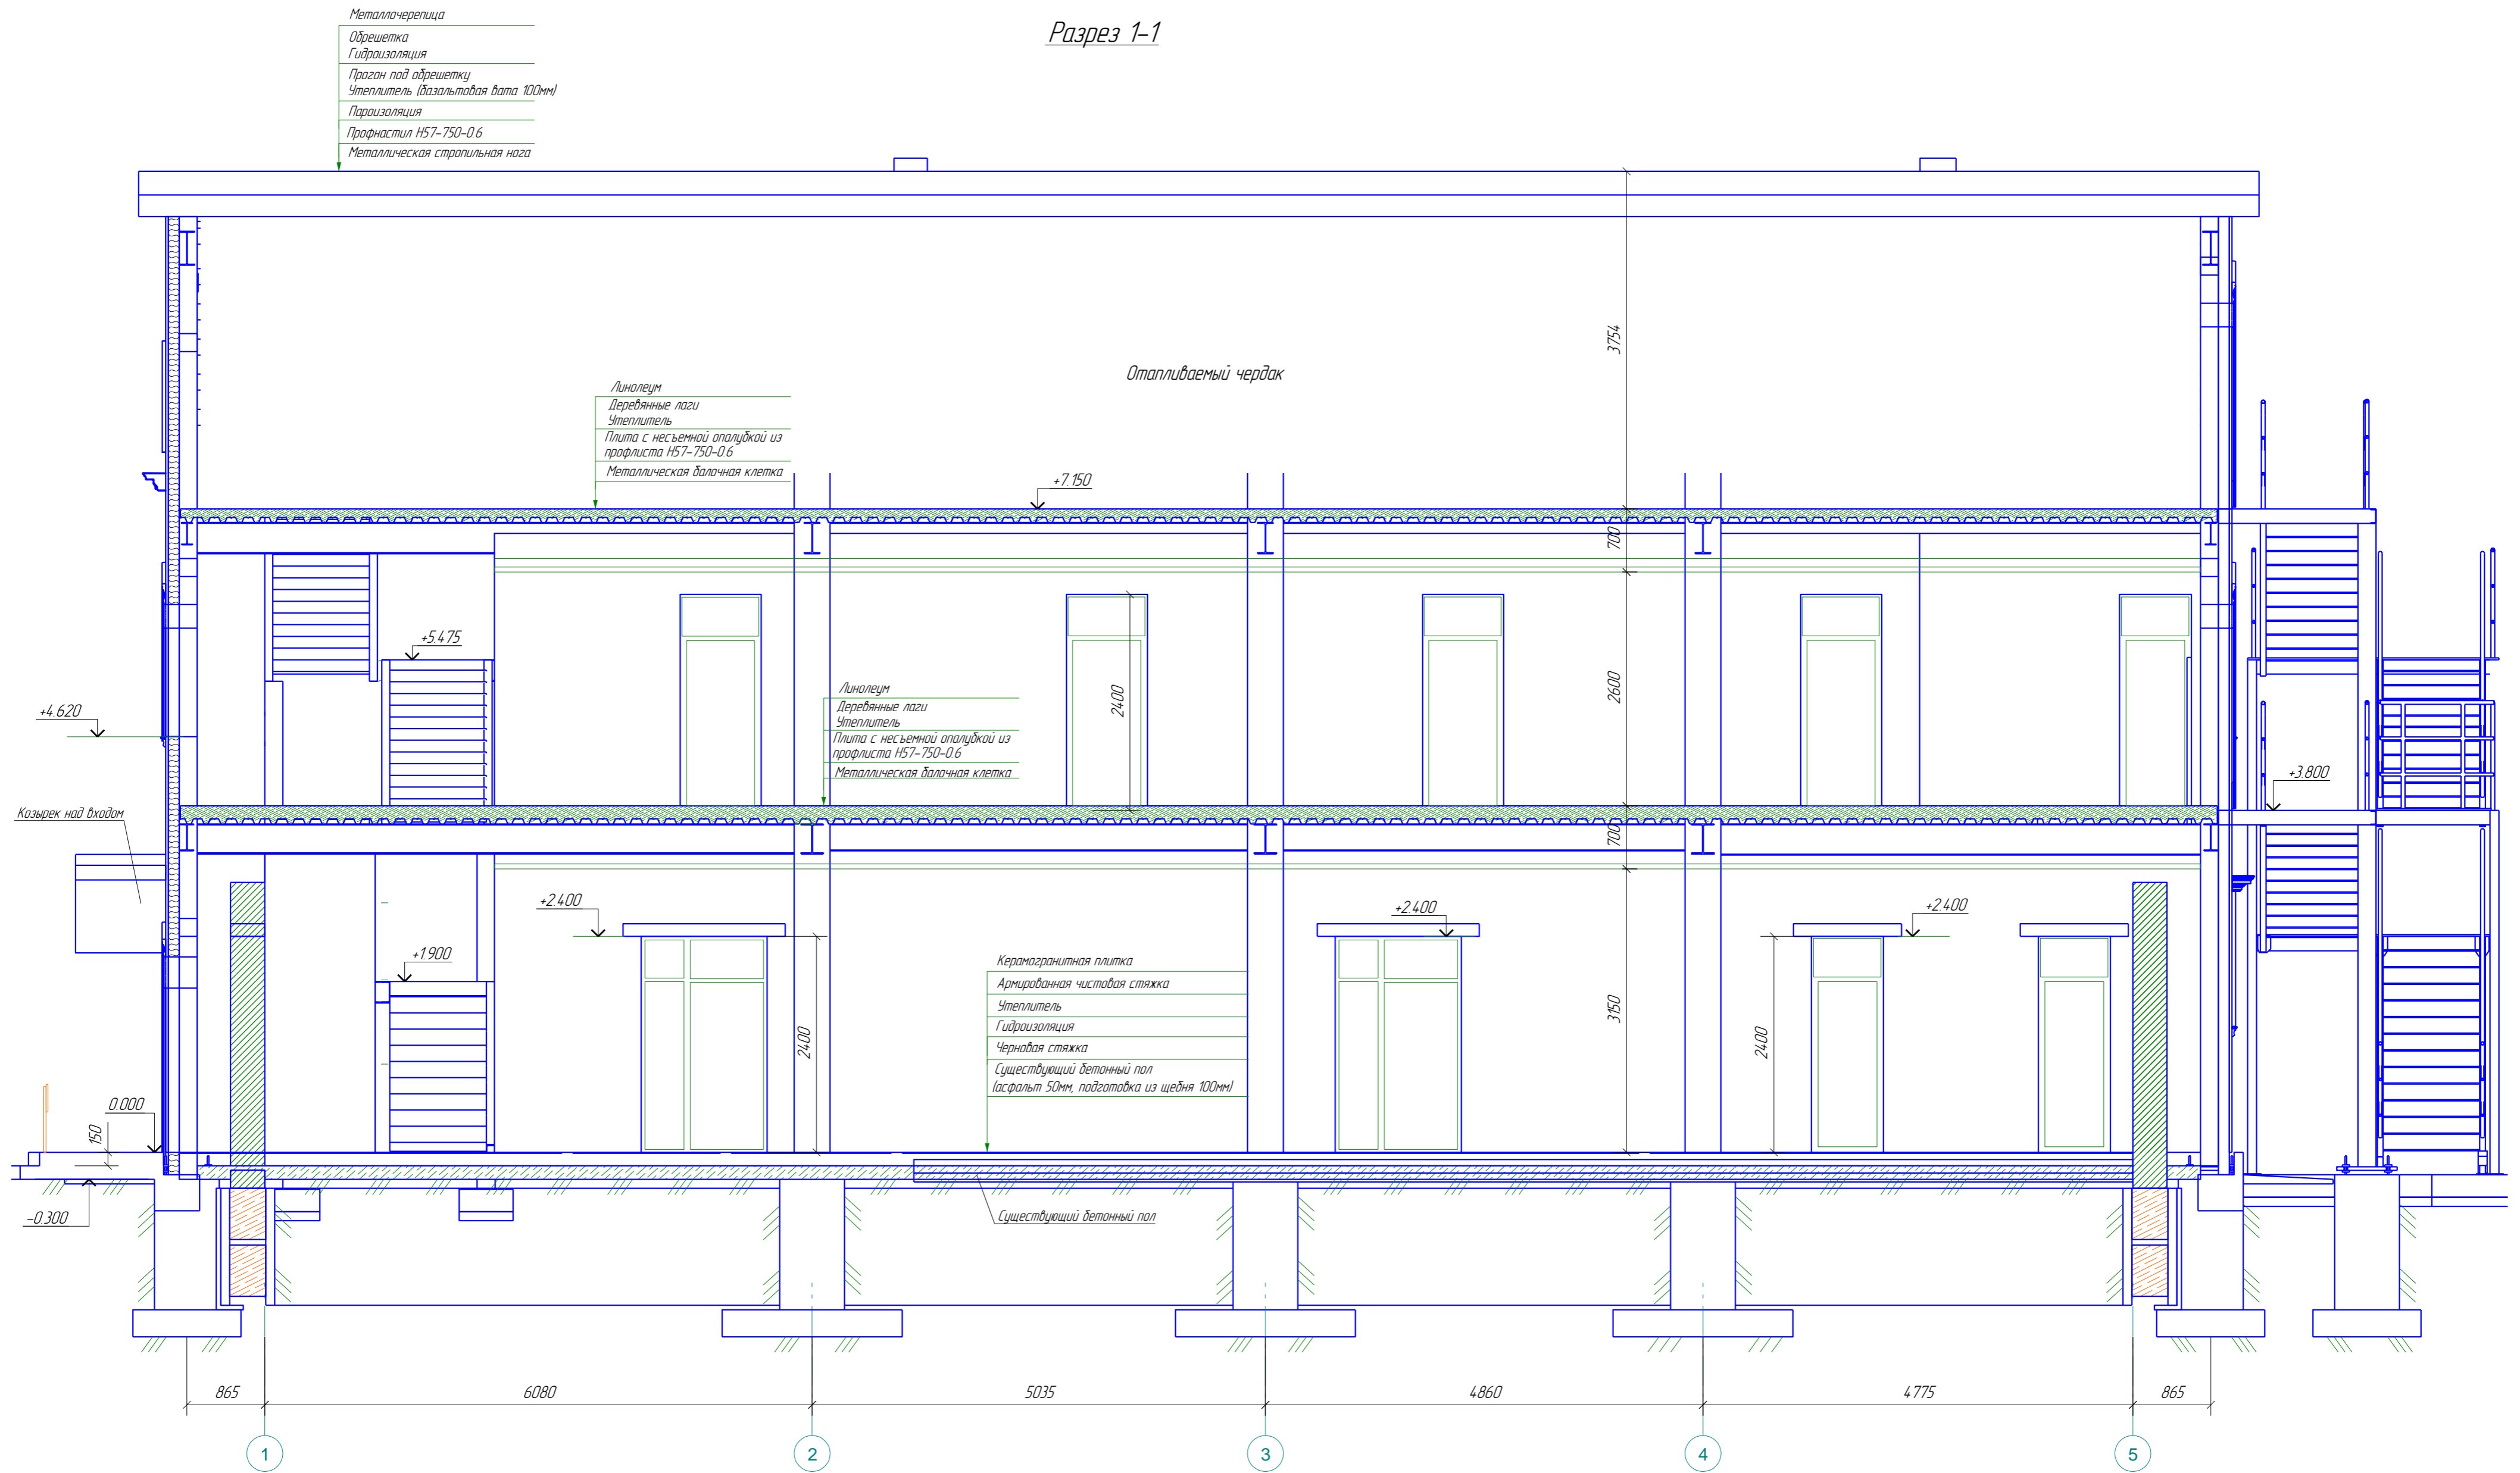 Разрез 1-1
Металлочерепица
Обрешетка
Гидроизоляция
Прогон под обрешетку
Утеплитель (базальтовая вата 100мм)
Пароизоляция
Профнастил Н57-750-0.6
Металлическая стропильная нога
3754
Отапливаемый чердак
Линолеум
Деревянные лаги
Утеплитель
Плита с несъемной опалубкой из
профлиста Н57-750-0.6
Металлическая балочная клетка
+7.150
700
+5.475
2400
2600
Линолеум
Деревянные лаги
Утеплитель
Плита с несъемной опалубкой из
профлиста Н57-750-0.6
Металлическая балочная клетка
+4.620
+3.800
Козырек над входом
700
+2.400
+2.400
+2.400
+1.900
Керамогранитная плитка
Армированная чистовая стяжка
Утеплитель
Гидроизоляция
Черновая стяжка
Существующий бетонный пол
(асфальт 50мм, подготовка из щебня 100мм)
3150
2400
2400
0.000
150
-0.300
Существующий бетонный пол
865
6080
5035
4860
4775
865
1
2
3
4
5